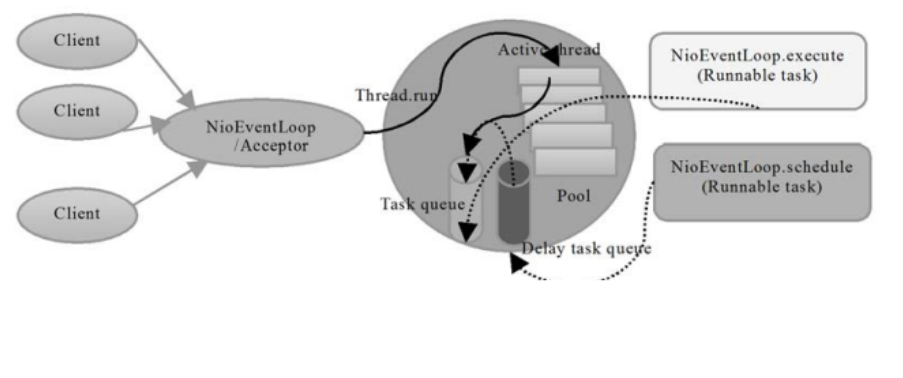 Client
Client
Client
NioEventLoop
/Acceptor
Thread.run
Active thread
Pool
Task queue
Delay task queue
NioEventLoop.execute
(Runnable task)
NioEventLoop.schedule
(Runnable task)